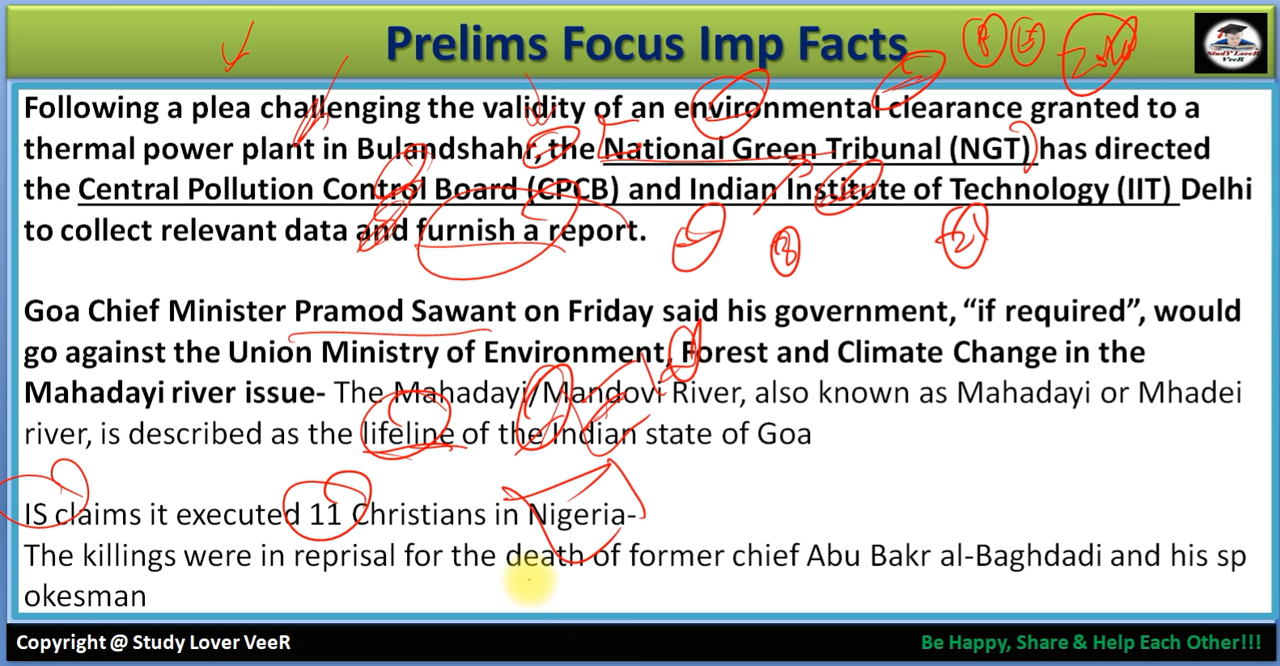 Prelims Focus Imp Facts
StudY LoveR
VeeR
Following a plea challenging the validity of an environmental clearance granted to a
thermal power plant in Bulandshahr, the National Green Tribunal (NGT) has directed
the Central Pollution Control Board (CPCB) and Indian Institute of Technology (IIT) Delhi
to collect relevant data and furnish a report.
Goa Chief Minister Pramod Sawant on Friday said his government, “if required”, would
go against the Union Ministry of Environment, Forest and Climate Change in the
Mahadayi river issue- The Mahadayi/Mandovi River, also known as Mahadayi or Mhadei
river, is described as the lifeline of the Indian state of Goa
IS claims it executed 11 Christians in Nigeria-
The killings were in reprisal for the death of former chief Abu Bakr al-Baghdadi and his sp
okesman
Copyright @ Study Lover VeeR
Be Happy, Share & Help Each Other!!!